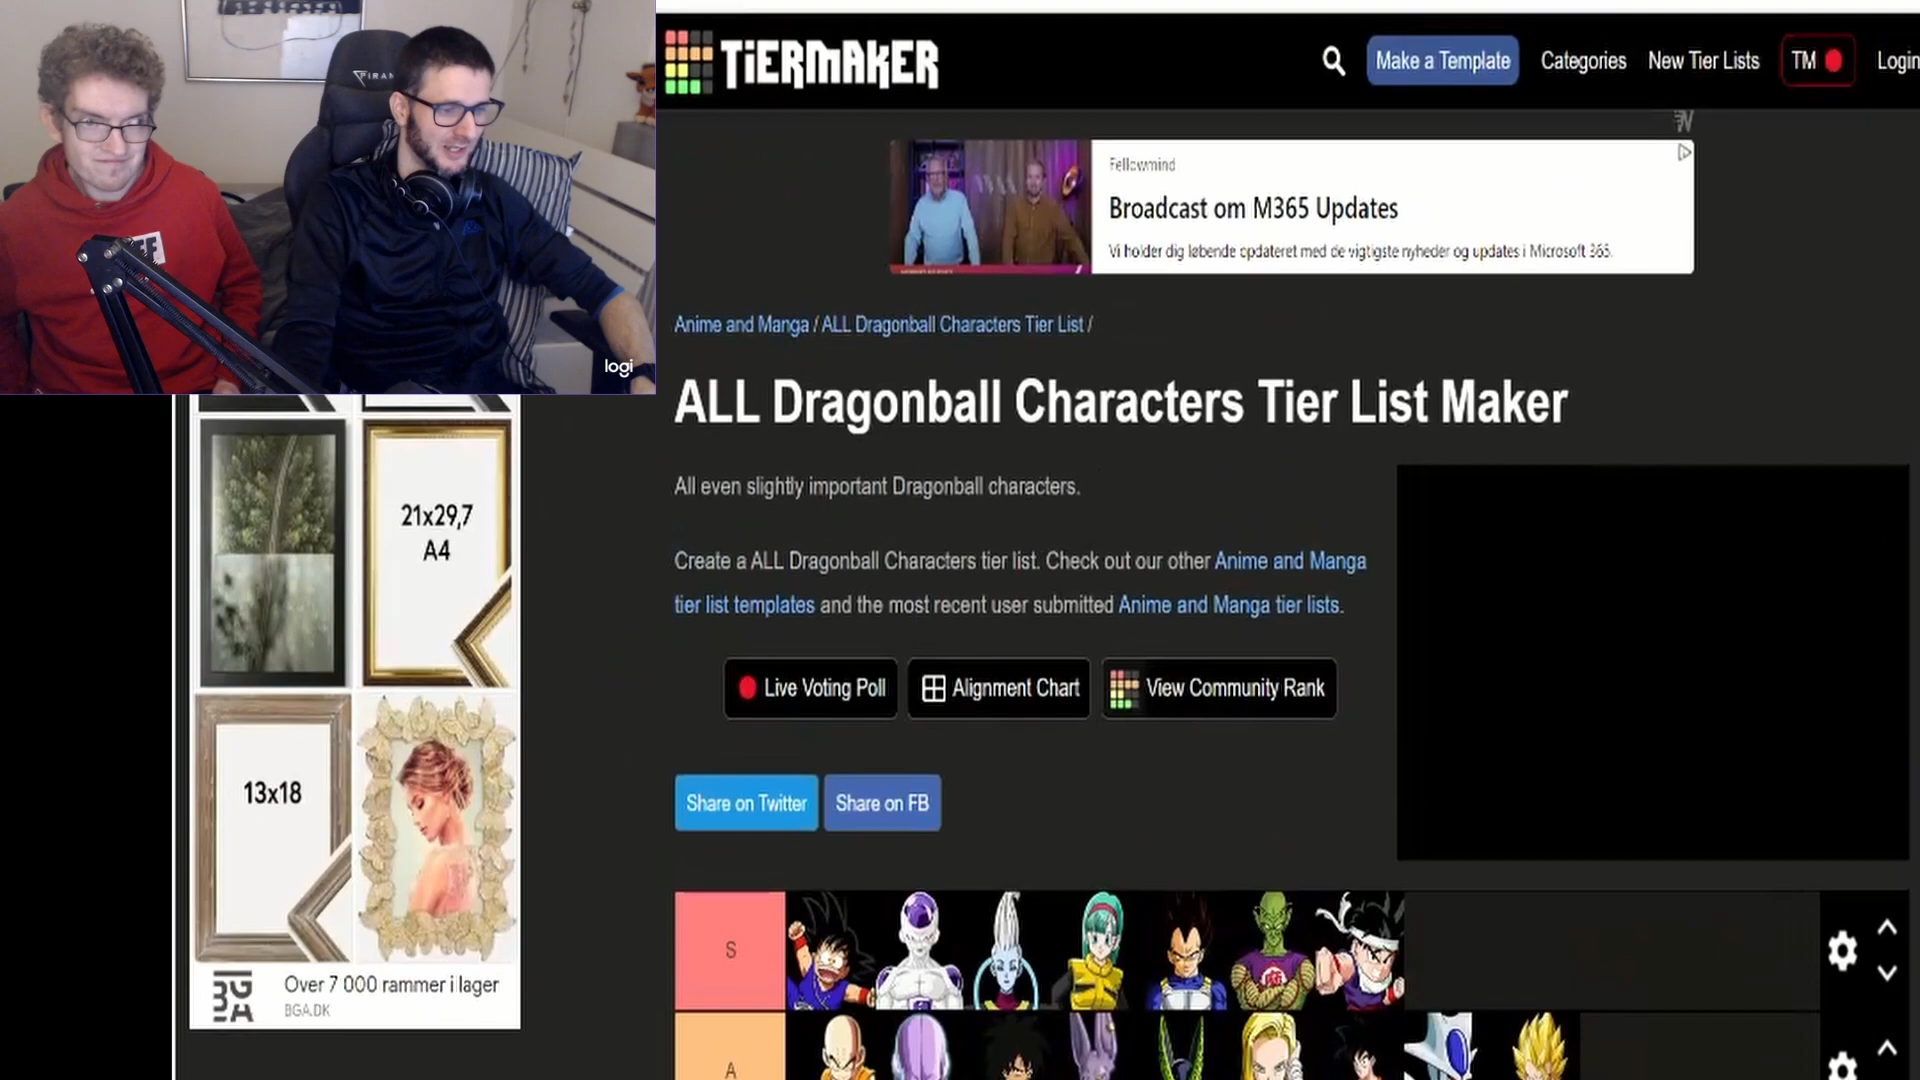 TiERMAKER
Make a Template
Categories
New Tier Lists
TM
Login
Fellowmind
Broadcast om M365 Updates
Vi holder dig løbende opdateret med de vigtigste nyheder og updates i Microsoft 365.
logi
Anime and Manga / ALL Dragonball Characters Tier List /
ALL Dragonball Characters Tier List Maker
All even slightly important Dragonball characters.
Create a ALL Dragonball Characters tier list. Check out our other Anime and Manga
tier list templates and the most recent user submitted Anime and Manga tier lists.
Live Voting Poll
Alignment Chart
View Community Rank
Share on Twitter
Share on FB
21x29,7
A4
13x18
BGA
Over 7 000 rammer i lager
BGA.DK
S
A